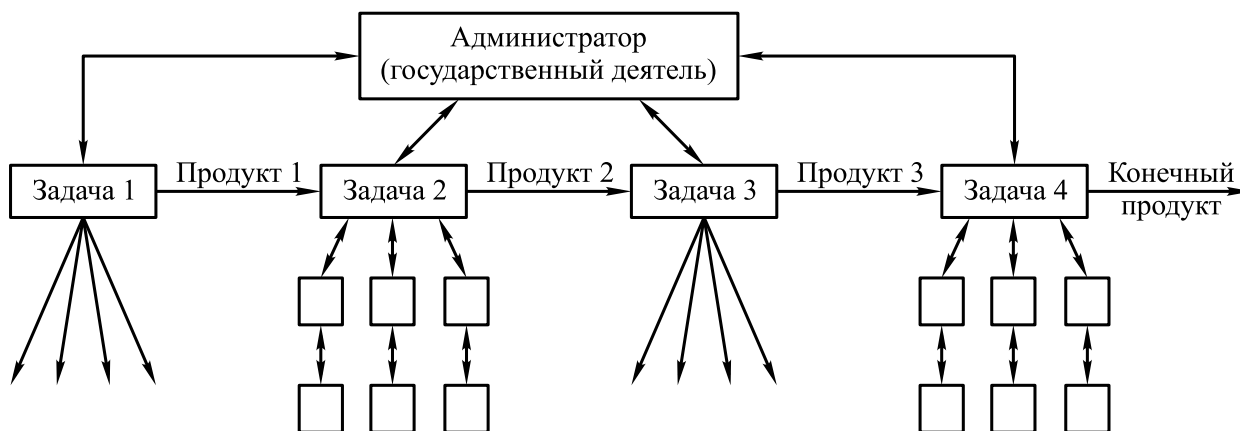 Администратор
(государственный деятель)
Задача 1
Продукт 1
Задача 2
Продукт 2
Задача 3
Продукт 3
Задача 4
Конечный
продукт